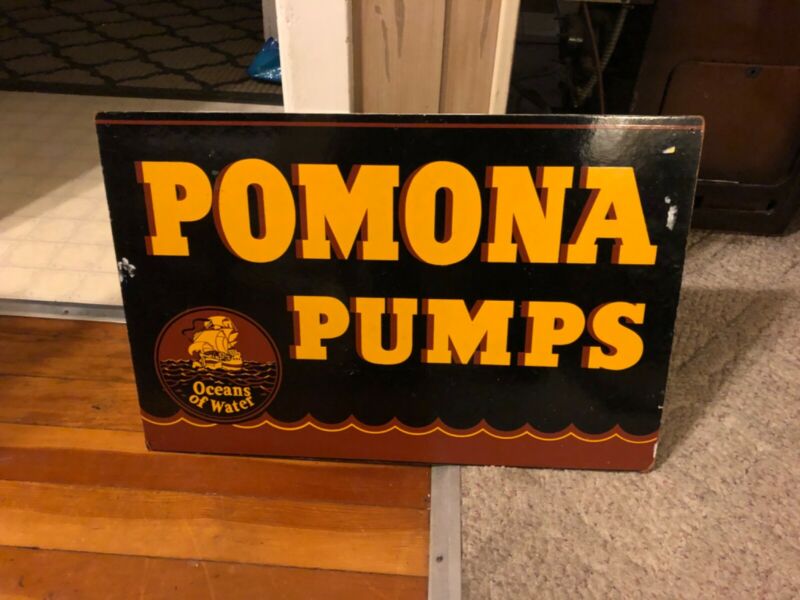 POMONA
PUMPS
Oceans
of Water